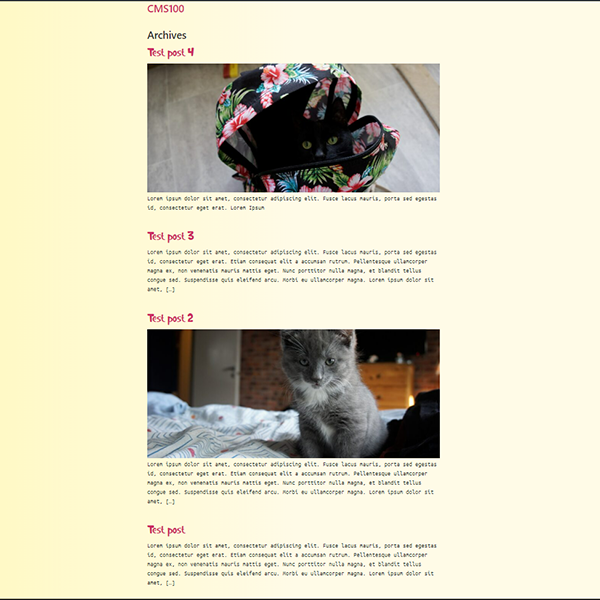 CMS100
Archives
Test post 4
Lorem ipsum dolor sit amet, consectetur adipiscing elit. Fusce lacus mauris, porta sed egestas
id, consectetur eget erat. Lorem Ipsum
Test post 3
Lorem ipsum dolor sit amet, consectetur adipiscing elit. Fusce lacus mauris, porta sed egestas
id, consectetur eget erat. Etiam consequat elit a accumsan rutrum. Pellentesque ullamcorper
magna ex, non venenatis mauris mattis eget. Nunc porttitor nulla magna, et blandit tellus
congue sed. Suspendisse quis eleifend arcu. Morbi eu ullamcorper magna. Lorem ipsum dolor sit
amet, […]
Test post 2
Lorem ipsum dolor sit amet, consectetur adipiscing elit. Fusce lacus mauris, porta sed egestas
id, consectetur eget erat. Etiam consequat elit a accumsan rutrum. Pellentesque ullamcorper
magna ex, non venenatis mauris mattis eget. Nunc porttitor nulla magna, et blandit tellus
congue sed. Suspendisse quis eleifend arcu. Morbi eu ullamcorper magna. Lorem ipsum dolor sit
amet, […]
Test post
Lorem ipsum dolor sit amet, consectetur adipiscing elit. Fusce lacus mauris, porta sed egestas
id, consectetur eget erat. Etiam consequat elit a accumsan rutrum. Pellentesque ullamcorper
magna ex, non venenatis mauris mattis eget. Nunc porttitor nulla magna, et blandit tellus
congue sed. Suspendisse quis eleifend arcu. Morbi eu ullamcorper magna. Lorem ipsum dolor sit
amet, […]